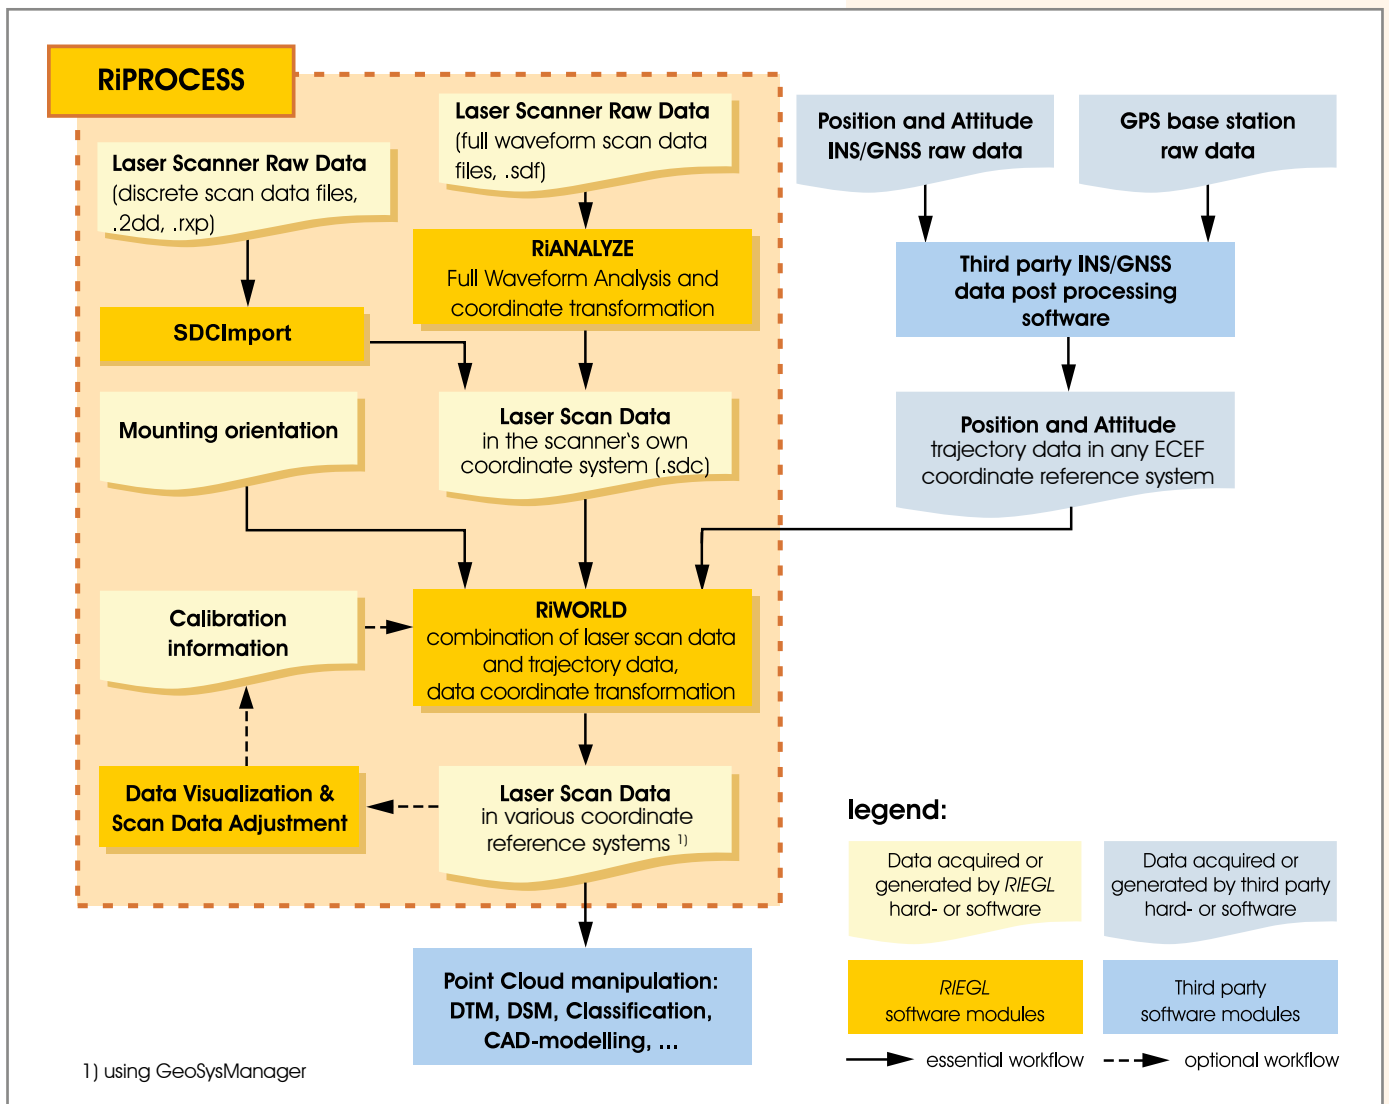 RiPROCESS
Laser Scanner Raw Data
(discrete scan data files,
.2dd, .rxp)
Laser Scanner Raw Data
(full waveform scan data
files, .sdf)
Position and Attitude
INS/GNSS raw data
GPS base station
raw data
RiANALYZE
Full Waveform Analysis and
coordinate transformation
Third party INS/GNSS
data post processing
software
SDCImport
Mounting orientation
Laser Scan Data
in the scanner's own
coordinate system (.sdc)
Position and Attitude
trajectory data in any ECEF
coordinate reference system
Calibration
information
RiWORLD
combination of laser scan data
and trajectory data,
data coordinate transformation
Data Visualization &
Scan Data Adjustment
Laser Scan Data
in various coordinate
reference systems 1)
Point Cloud manipulation:
DTM, DSM, Classification,
CAD-modelling, ...
1) using GeoSysManager
legend:
Data acquired or
generated by RIEGL
hard- or software
Data acquired or
generated by third party
hard- or software
RIEGL
software modules
Third party
software modules
essential workflow
optional workflow